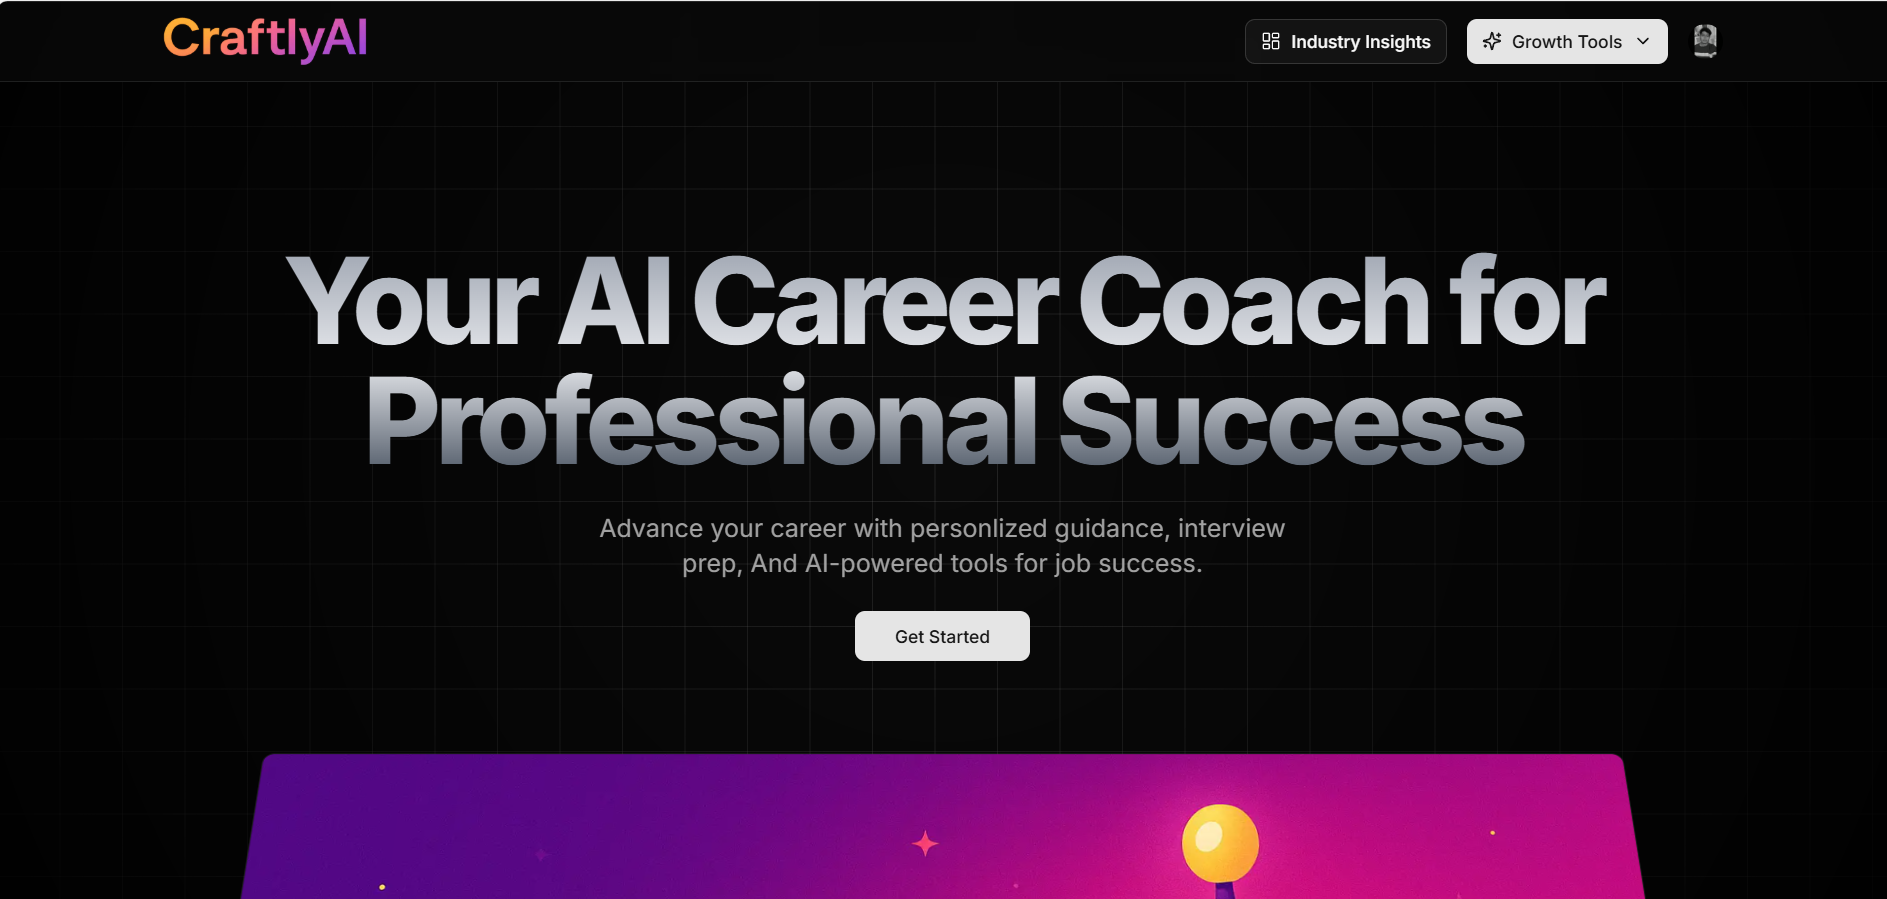 CraftlyAI
Industry Insights
Growth Tools
Your AI Career Coach for
Professional Success
Advance your career with personlized guidance, interview
prep, And AI-powered tools for job success.
Get Started